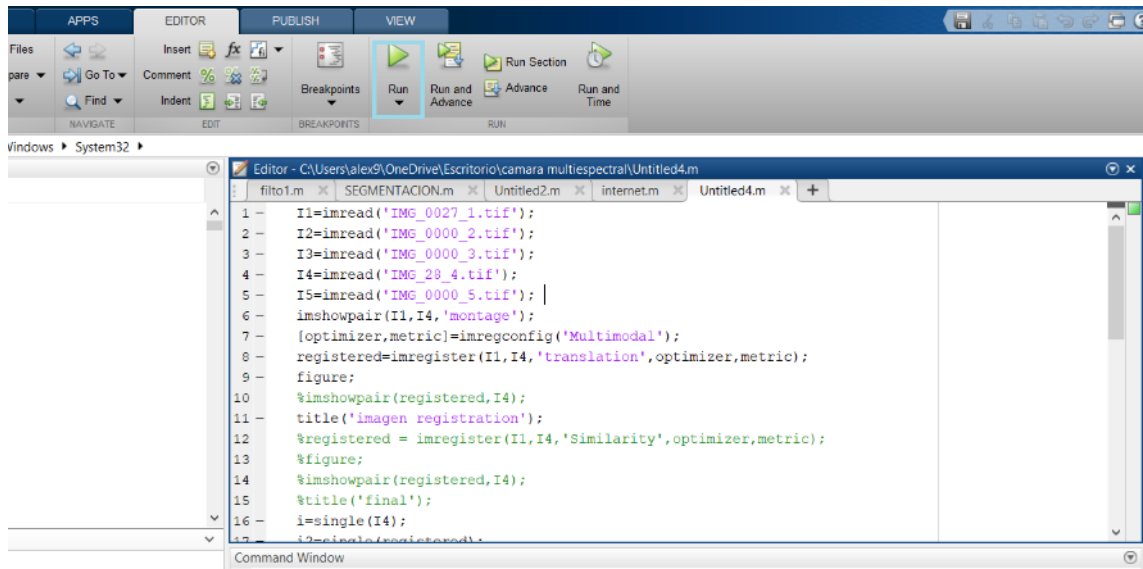 APPS EDITOR PUBLISH VIEW
Files Insert fx
pare Go To Comment % Breakpoints Run Run and Advance Run Section Advance Run and Time
Find Indent
NAVIGATE EDIT BREAKPOINTS RUN
Windows System32
Editor - C:\Users\alex9\OneDrive\Escritorio\camara multiespectral\Untitled4.m
filto1.m SEGMENTACION.m Untitled2.m internet.m Untitled4.m +
1 – I1=imread('IMG_0027_1.tif');
2 – I2=imread('IMG_0000_2.tif');
3 – I3=imread('IMG_0000_3.tif');
4 – I4=imread('IMG_28_4.tif');
5 – I5=imread('IMG_0000_5.tif');
6 – imshowpair(I1,I4,'montage');
7 – [optimizer,metric]=imregconfig('Multimodal');
8 – registered=imregister(I1,I4,'translation',optimizer,metric);
9 – figure;
10 %imshowpair(registered,I4);
11 – title('imagen registration');
12 %registered = imregister(I1,I4,'Similarity',optimizer,metric);
13 %figure;
14 %imshowpair(registered,I4);
15 %title('final');
16 – i=single(I4);
17 – i2=single(registered);
Command Window